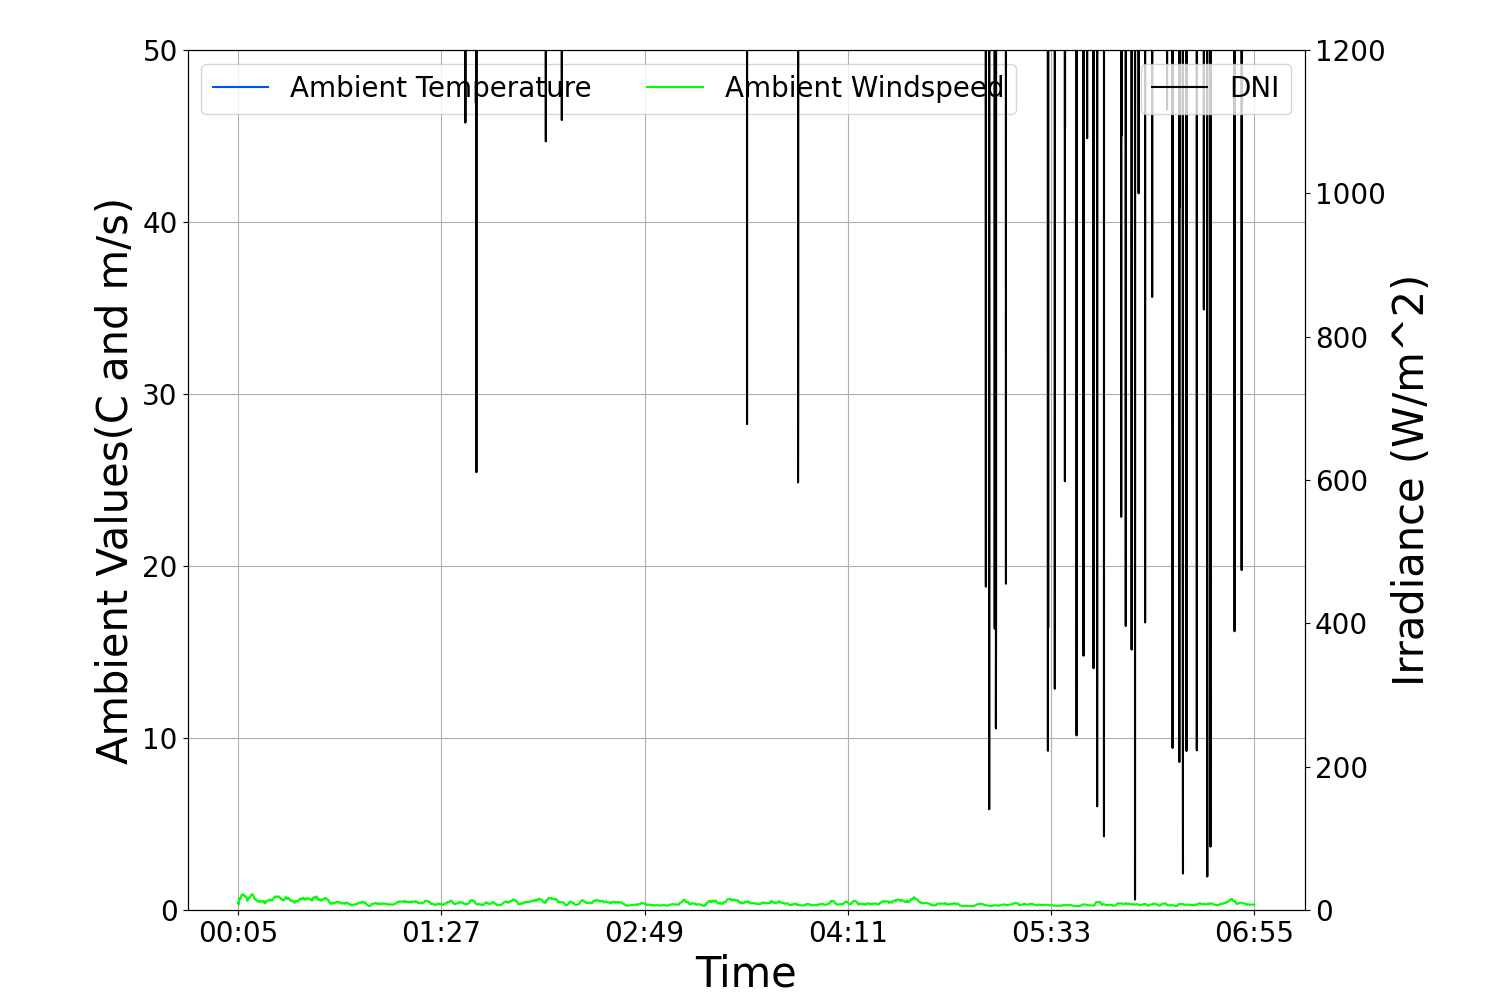 Ambient Temperature
Ambient Windspeed
DNI
50
40
30
20
10
0
Ambient Values(C and m/s)
1200
1000
800
600
400
200
0
Irradiance (W/m^2)
00:05 01:27 02:49 04:11 05:33 06:55
Time